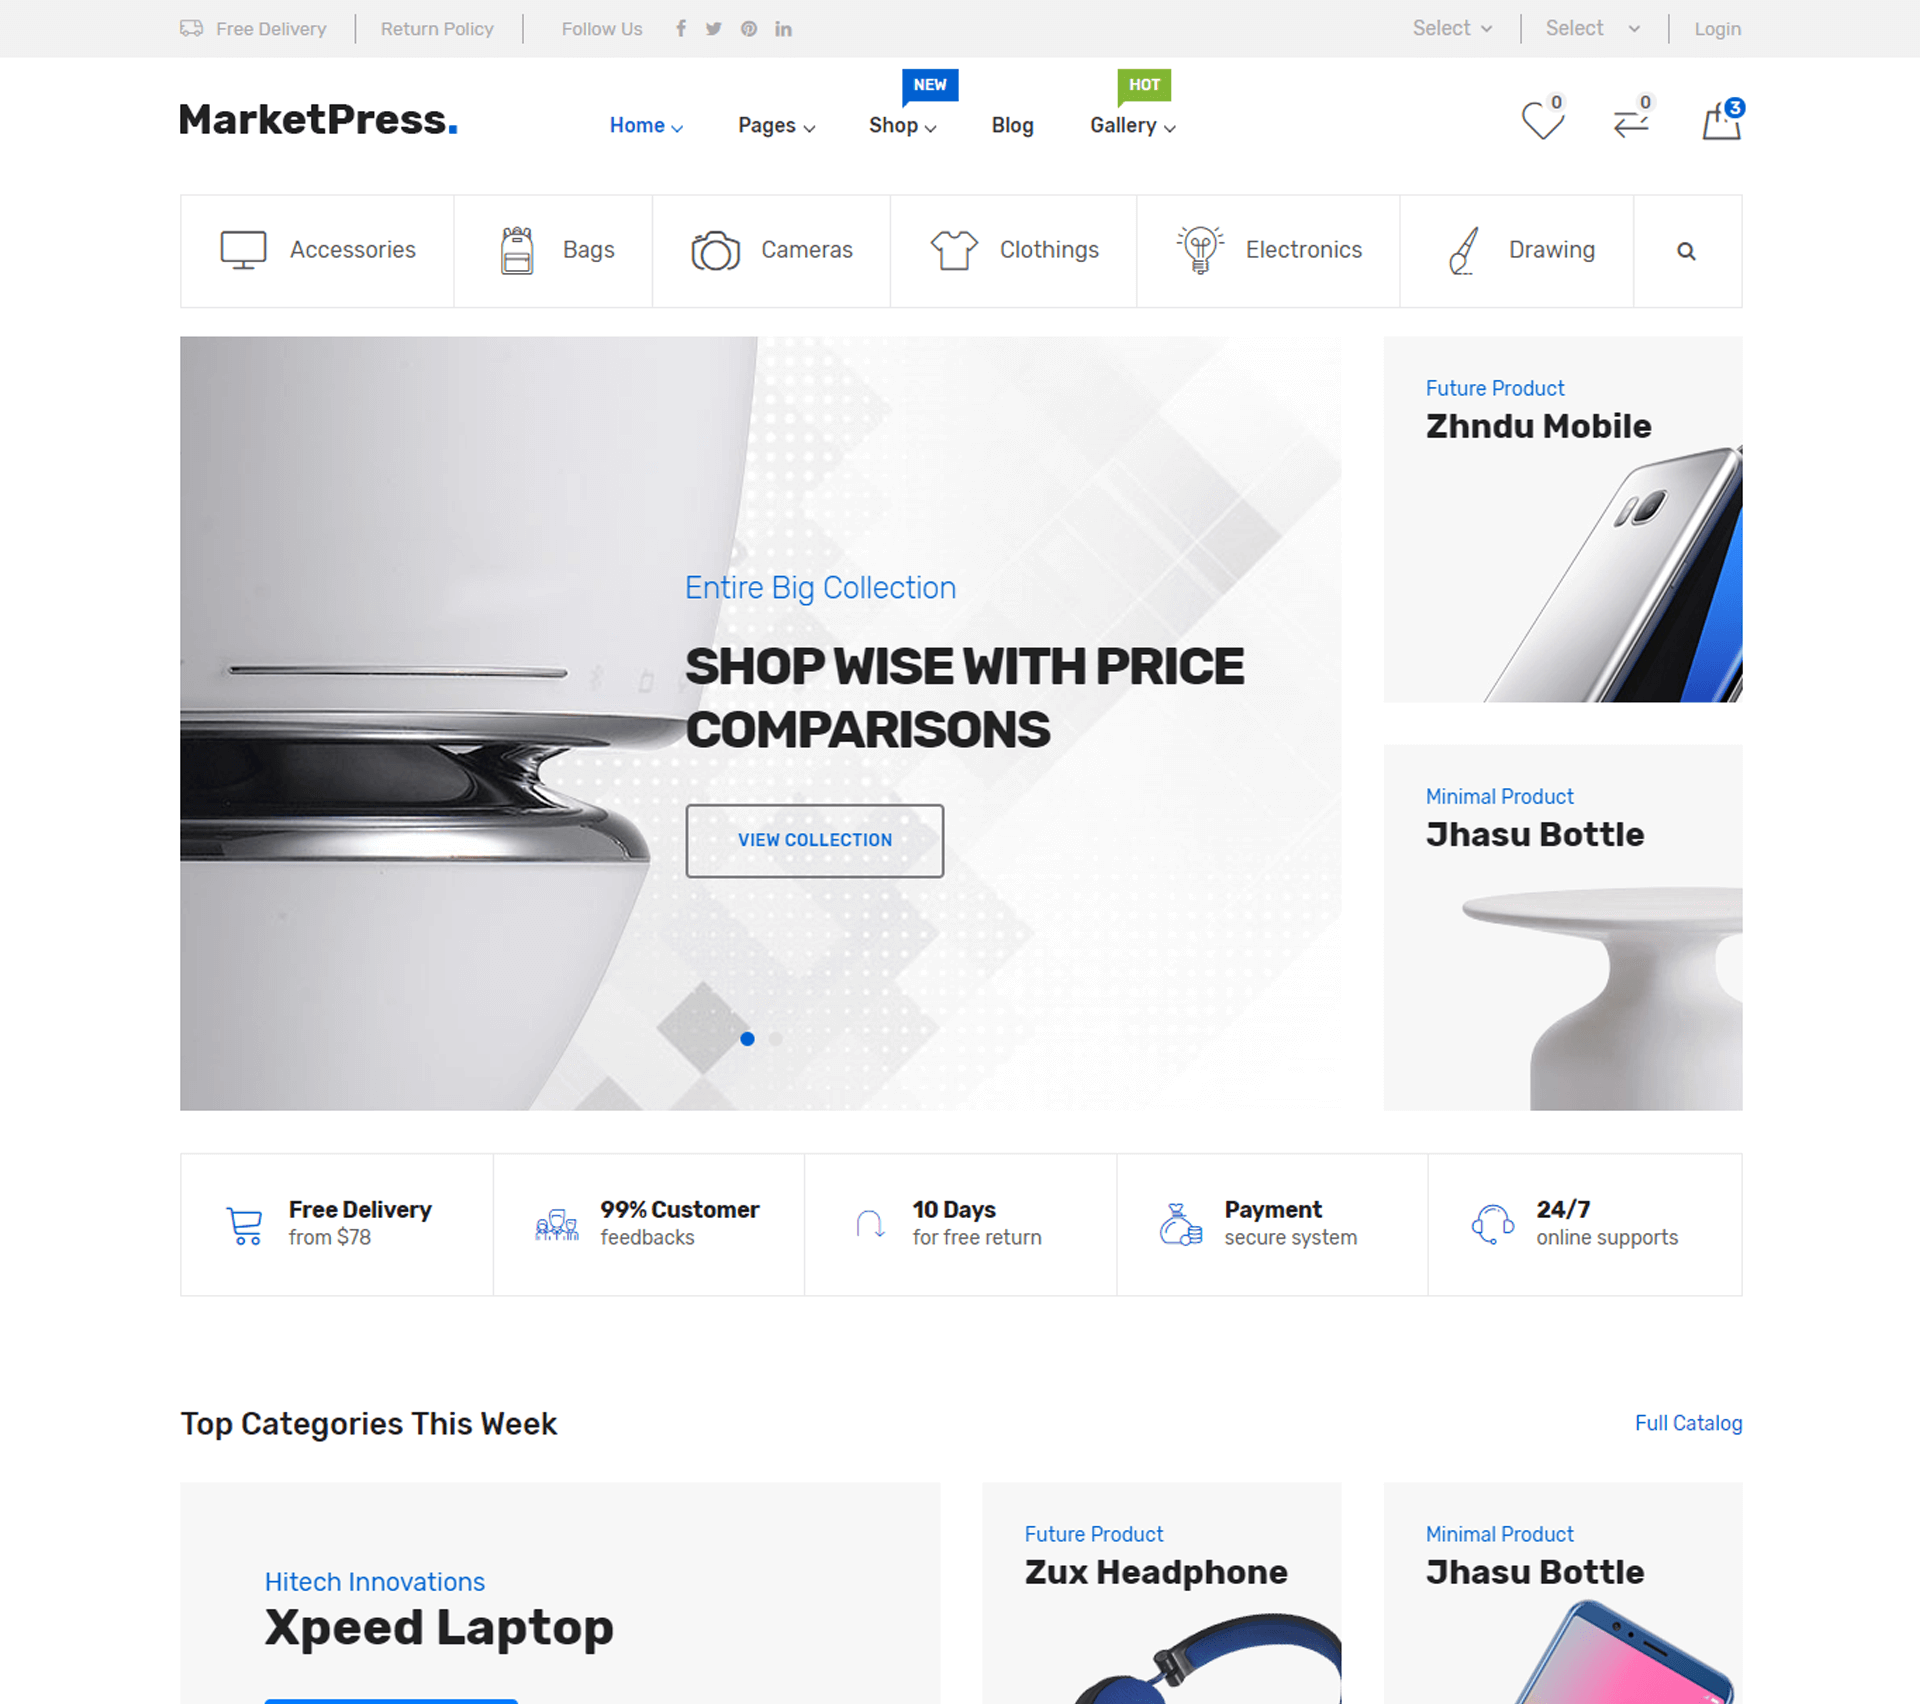 Free Delivery
Return Policy
Follow Us
Select
Select
Login
MarketPress.
Home
Pages
NEW
Shop
Blog
HOT
Gallery
0
0
3
Accessories
Bags
Cameras
Clothings
Electronics
Drawing
Entire Big Collection
SHOP WISE WITH PRICE
COMPARISONS
VIEW COLLECTION
Future Product
Zhndu Mobile
Minimal Product
Jhasu Bottle
Free Delivery
from $78
99% Customer
feedbacks
10 Days
for free return
Payment
secure system
24/7
online supports
Top Categories This Week
Full Catalog
Hitech Innovations
Xpeed Laptop
Future Product
Zux Headphone
Minimal Product
Jhasu Bottle